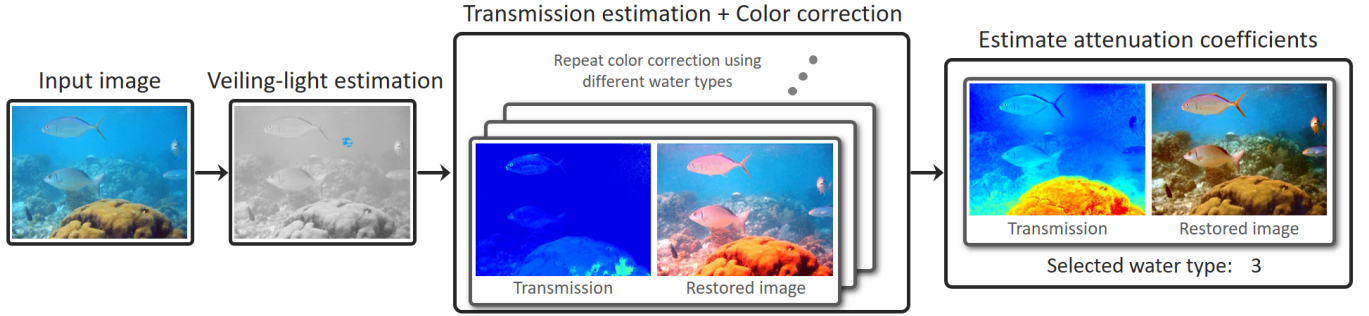 Transmission estimation + Color correction
Input image
Veiling-light estimation
Repeat color correction using
different water types
Transmission
Restored image
Estimate attenuation coefficients
Transmission
Restored image
Selected water type: 3